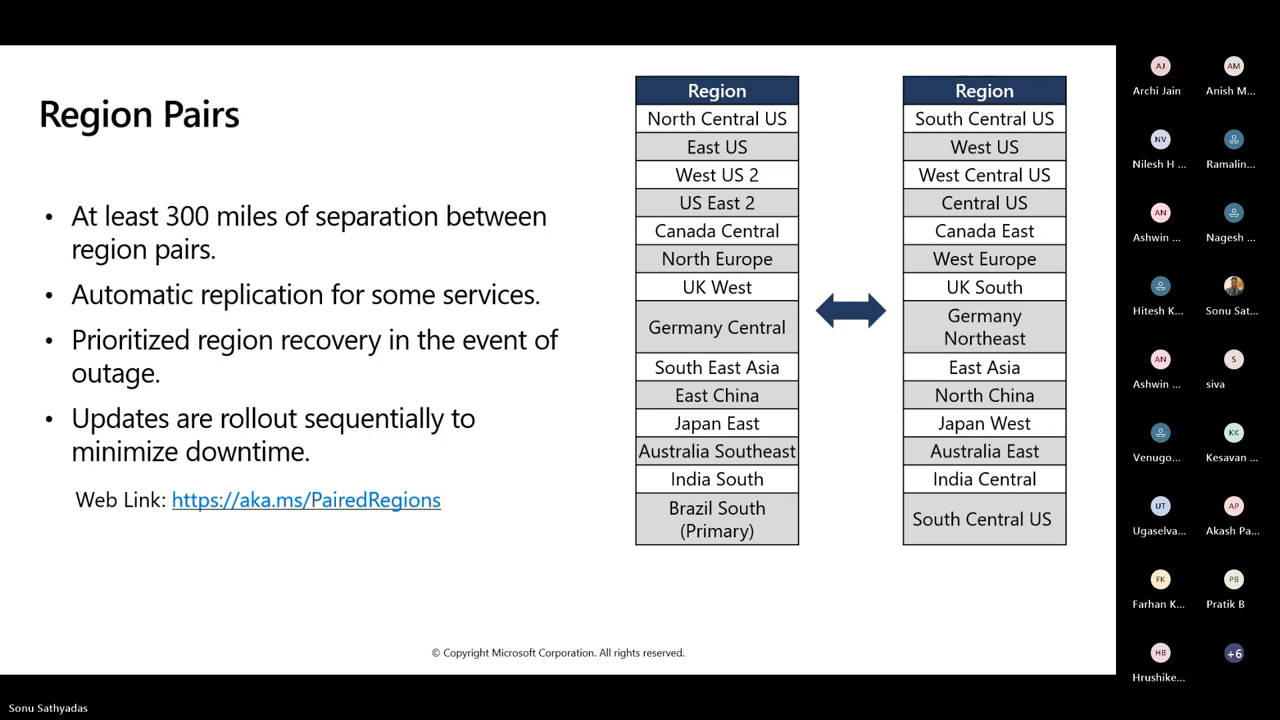 Region Pairs
• At least 300 miles of separation between
region pairs.
• Automatic replication for some services.
• Prioritized region recovery in the event of
outage.
• Updates are rollout sequentially to
minimize downtime.
Web Link: https://aka.ms/PairedRegions
Region
North Central US
East US
West US 2
US East 2
Canada Central
North Europe
UK West
Germany Central
South East Asia
East China
Japan East
Australia Southeast
India South
Brazil South
(Primary)
Region
South Central US
West US
West Central US
Central US
Canada East
West Europe
UK South
Germany
Northeast
East Asia
North China
Japan West
Australia East
India Central
South Central US
© Copyright Microsoft Corporation. All rights reserved.
AJ
Archi Jain
AM
Anish M...
NV
Nilesh H ...
Ramalin...
AN
Ashwin ...
Nagesh ...
Hitesh K...
Sonu Sat...
AN
Ashwin ...
S
siva
Venugo...
KK
Kesavan ...
UT
Ugaselva...
AP
Akash Pa...
FK
Farhan K...
PB
Pratik B
HB
Hrushike...
+6
Sonu Sathyadas